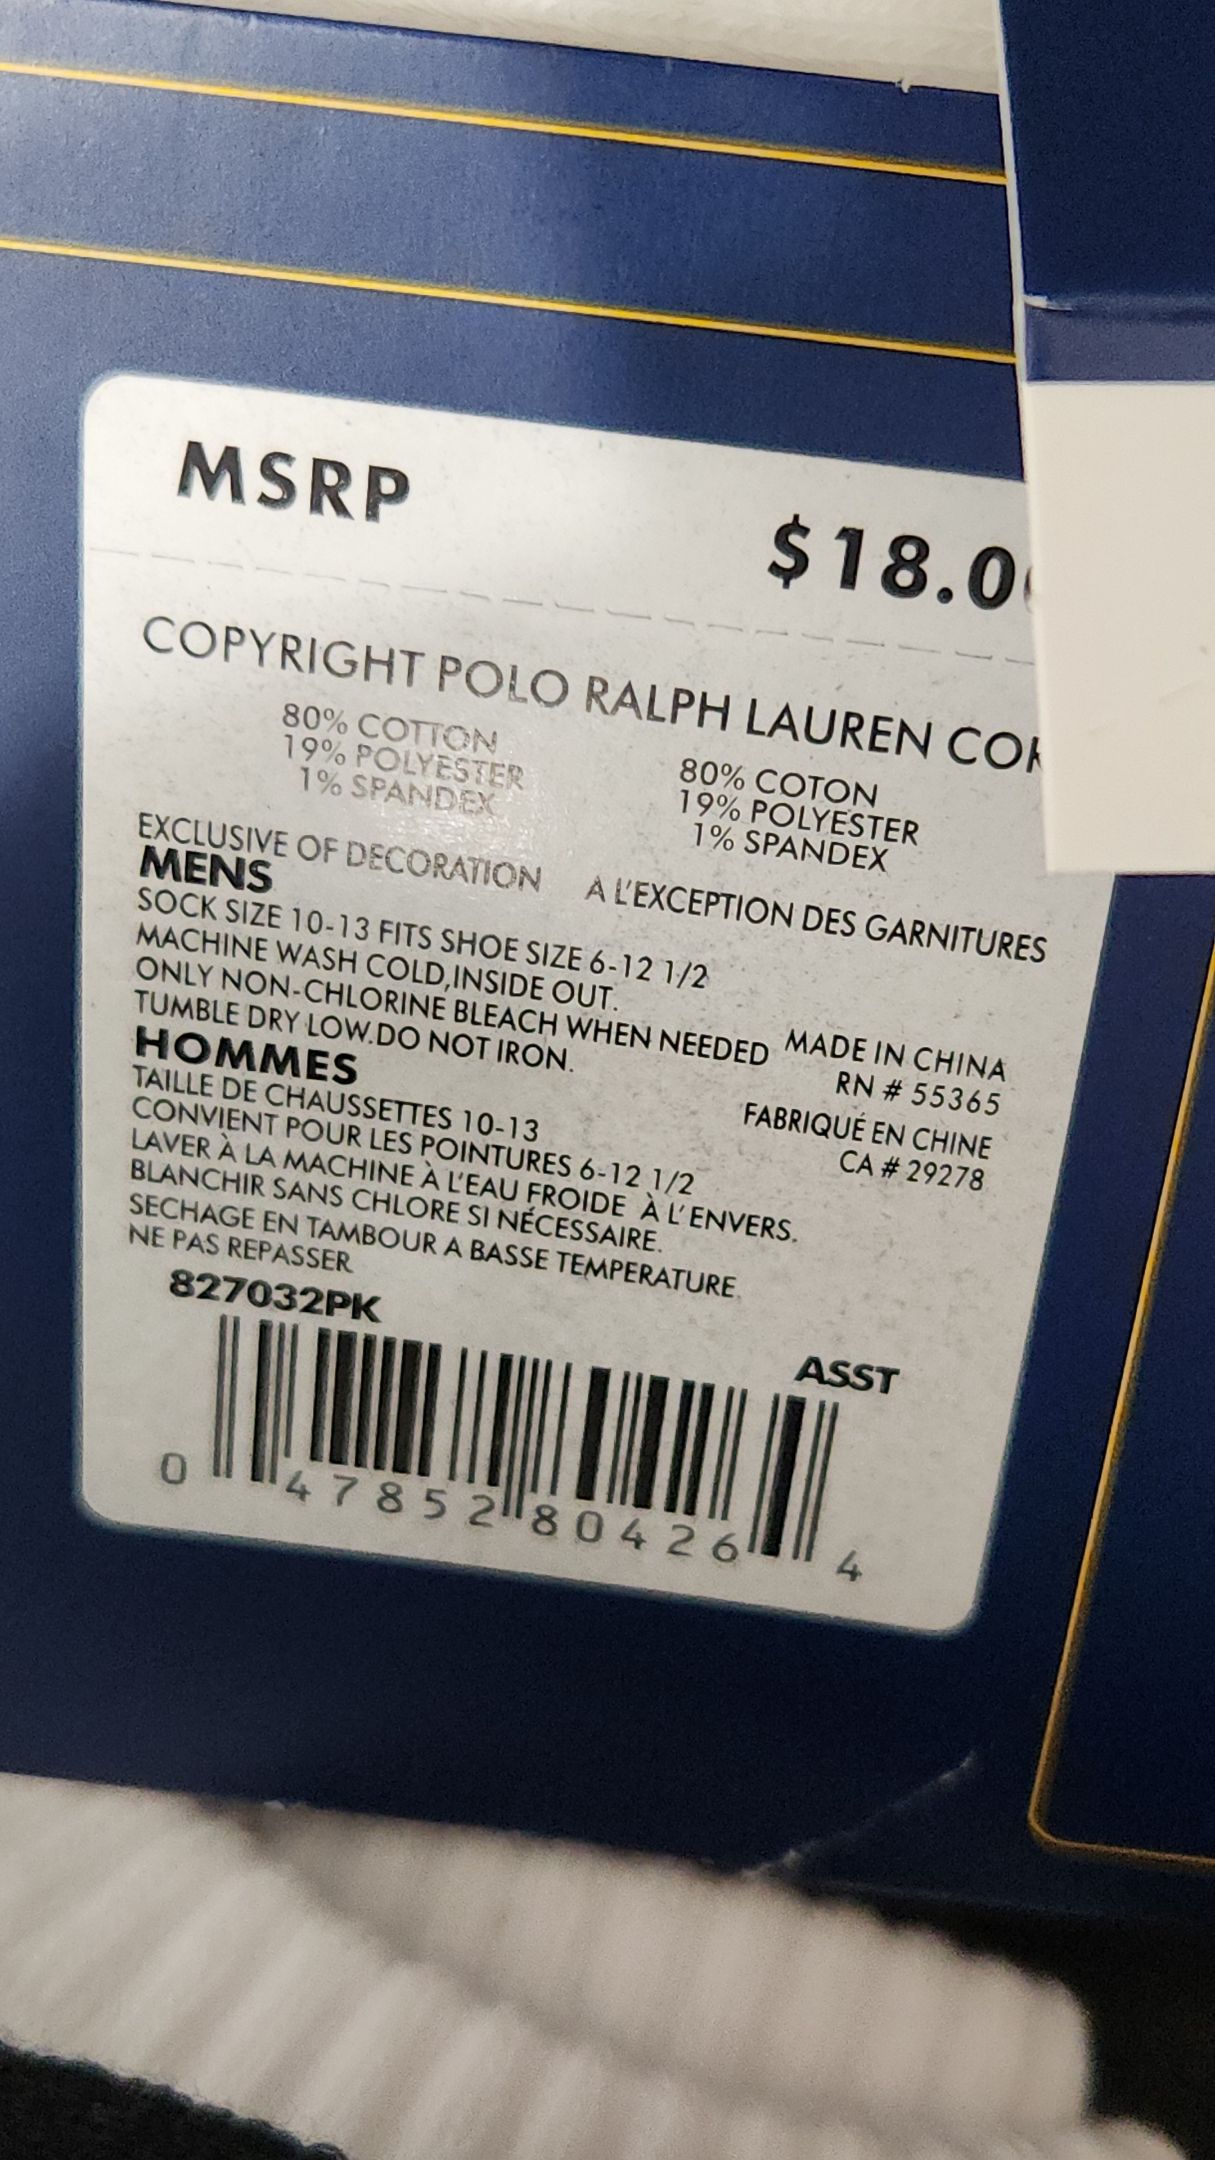 MSRP
$18.0
COPYRIGHT POLO RALPH LAUREN
80% COTTON
19% POLYESTER
1% SPANDEX
80% COTON
19% POLYESTER
1% SPANDEX
EXCLUSIVE OF DECORATION
A L'EXCEPTION DES GARNITURES
MENS
SOCK SIZE 10-13 FITS SHOE SIZE 6-12 1/2
MACHINE WASH COLD,INSIDE OUT.
ONLY NON-CHLORINE BLEACH WHEN NEEDED
TUMBLE DRY LOW.DO NOT IRON.
MADE IN CHINA
RN # 55365
FABRIQUÉ EN CHINE
CA # 29278
HOMMES
TAILLE DE CHAUSSETTES 10-13
CONVIENT POUR LES POINTURES 6-12 1/2
LAVER À LA MACHINE À L'EAU FROIDE À L'ENVERS.
BLANCHIR SANS CHLORE SI NÉCESSAIRE.
SECHAGE EN TAMBOUR A BASSE TEMPERATURE.
NE PAS REPASSER
827032PK
ASST
0 47852 80426 4